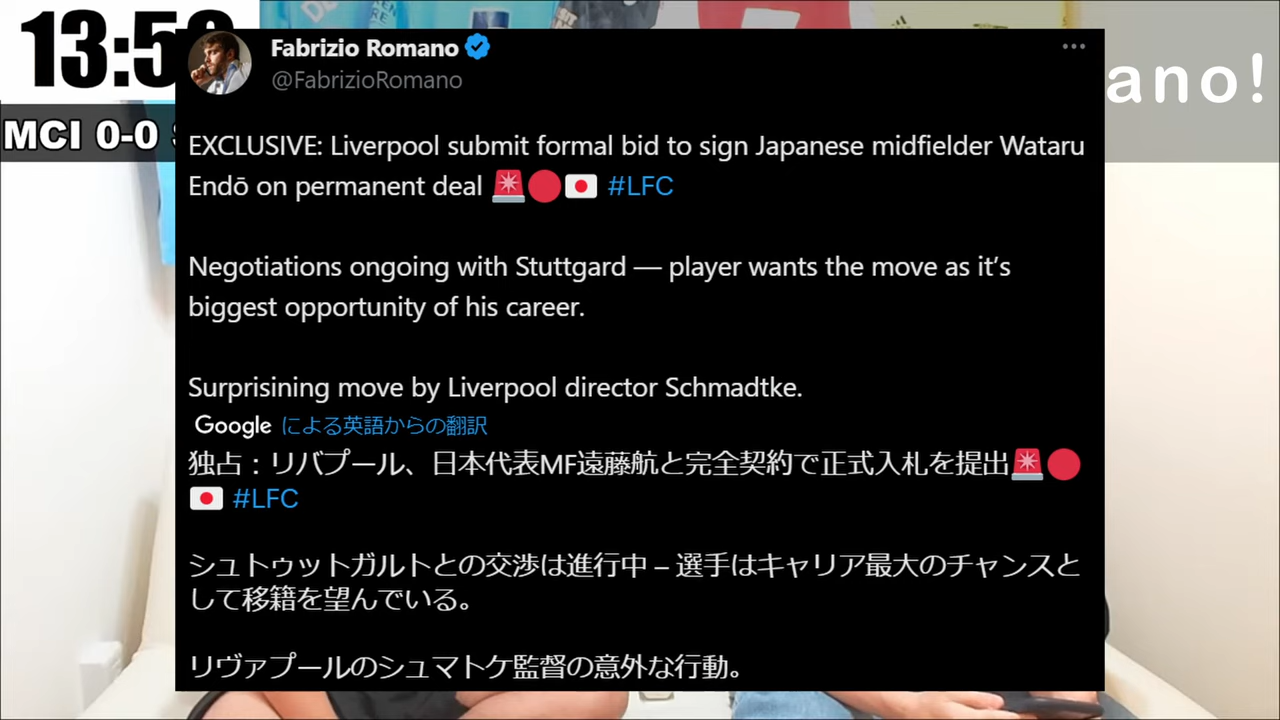 13:5
MCI 0-0
ano!
Fabrizio Romano
@FabrizioRomano
EXCLUSIVE: Liverpool submit formal bid to sign Japanese midfielder Wataru
Endō on permanent deal 🚨🔴🇯🇵 #LFC
Negotiations ongoing with Stuttgard — player wants the move as it’s
biggest opportunity of his career.
Surprisining move by Liverpool director Schmadtke.
Google による英語からの翻訳
独占：リバプール、日本代表MF遠藤航と完全契約で正式入札を提出🚨🔴
🇯🇵 #LFC
シュトゥットガルトとの交渉は進行中 – 選手はキャリア最大のチャンスと
して移籍を望んでいる。
リヴァプールのシュマトケ監督の意外な行動。